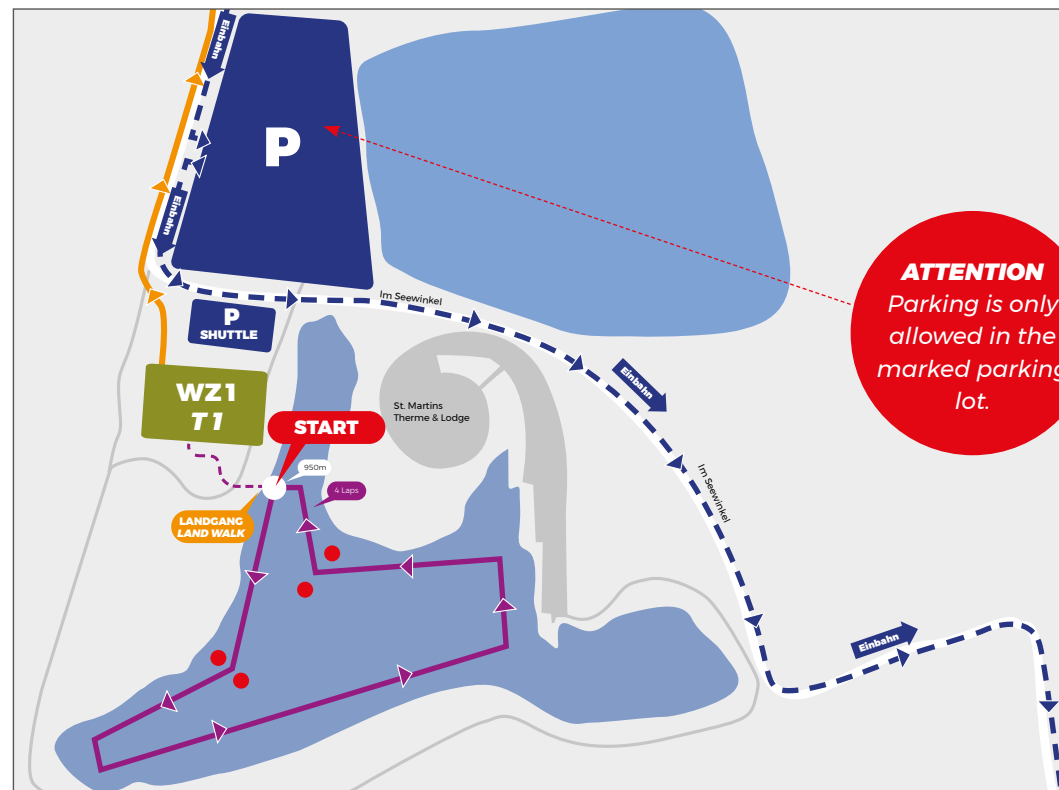 Einbahn
P
Einbahn
Im Seewinkel
P
SHUTTLE
ATTENTION
Parking is only
allowed in the
marked parking
lot.
Einbahn
WZ1
T1
St. Martins
Therme & Lodge
START
950m
4 Laps
Im Seewinkel
LANDGANG
LAND WALK
Einbahn